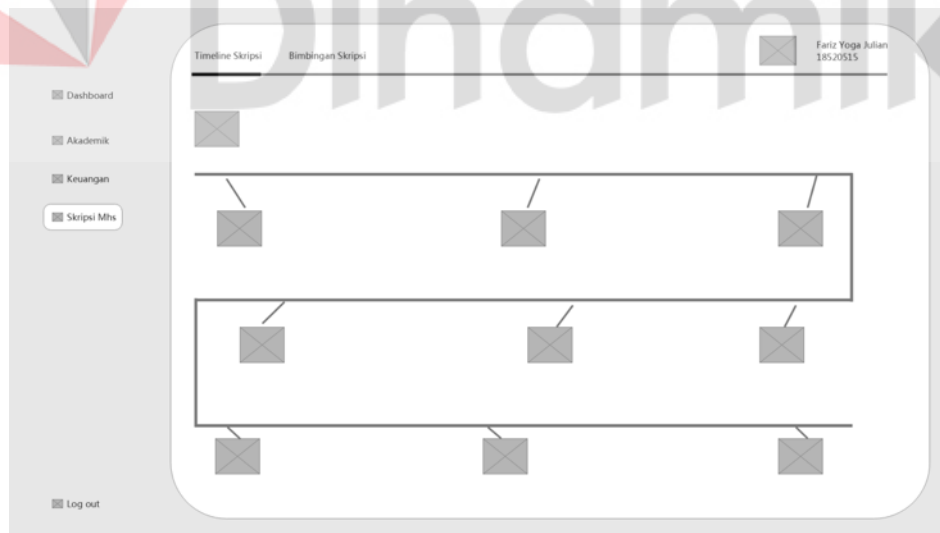 Dinamik
Timeline Skripsi
Bimbingan Skripsi
Fariz Yoga Julian
18520515
Dashboard
Akademik
Keuangan
Skripsi Mhs
Log out